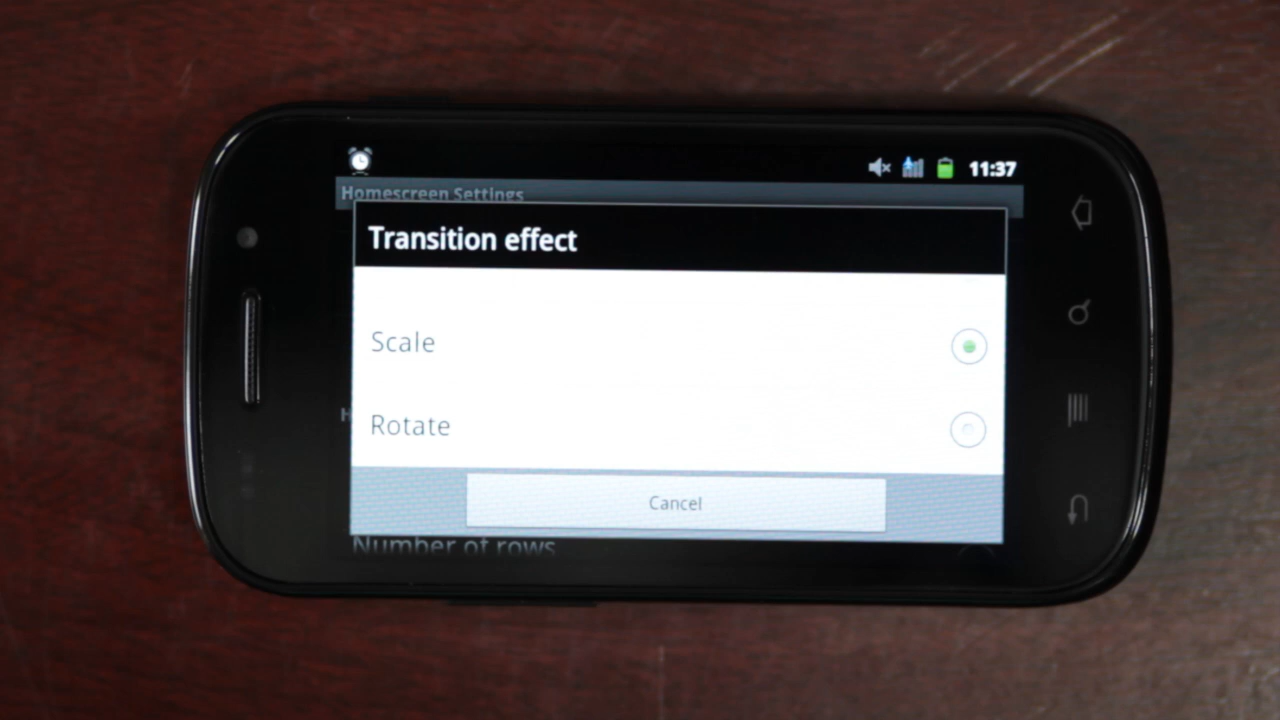 11:37
Homescreen Settings
Transition effect
Scale
Rotate
Cancel
Number of rows